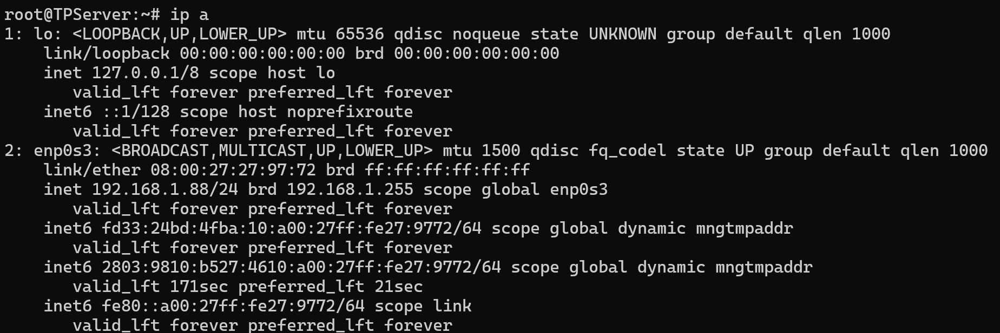 root@TPServer:~# ip a
1: lo: <LOOPBACK,UP,LOWER_UP> mtu 65536 qdisc noqueue state UNKNOWN group default qlen 1000
    link/loopback 00:00:00:00:00:00 brd 00:00:00:00:00:00
    inet 127.0.0.1/8 scope host lo
       valid_lft forever preferred_lft forever
    inet6 ::1/128 scope host noprefixroute
       valid_lft forever preferred_lft forever
2: enp0s3: <BROADCAST,MULTICAST,UP,LOWER_UP> mtu 1500 qdisc fq_codel state UP group default qlen 1000
    link/ether 08:00:27:27:97:72 brd ff:ff:ff:ff:ff:ff
    inet 192.168.1.88/24 brd 192.168.1.255 scope global enp0s3
       valid_lft forever preferred_lft forever
    inet6 fd33:24bd:4fba:10:a00:27ff:fe27:9772/64 scope global dynamic mngtmpaddr
       valid_lft forever preferred_lft forever
    inet6 2803:9810:b527:4610:a00:27ff:fe27:9772/64 scope global dynamic mngtmpaddr
       valid_lft 171sec preferred_lft 21sec
    inet6 fe80::a00:27ff:fe27:9772/64 scope link
       valid_lft forever preferred_lft forever